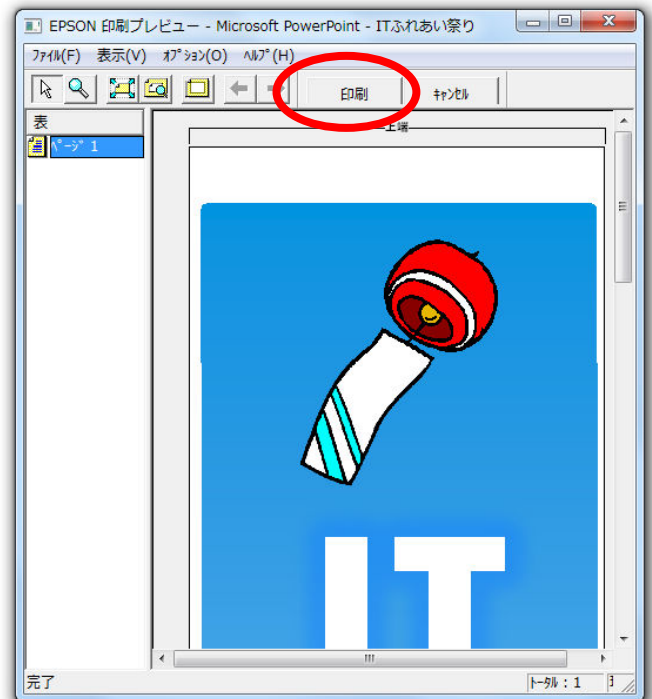 EPSON 印刷プレビュー - Microsoft PowerPoint - ITふれあい祭り
ﾌｧｲﾙ(F) 表示(V) ｵﾌﾟｼｮﾝ(O) ﾍﾙﾌﾟ(H)
印刷 ｷｬﾝｾﾙ
表
上端
ﾍﾟｰｼﾞ 1
IT
完了
ﾄｰﾀﾙ : 1